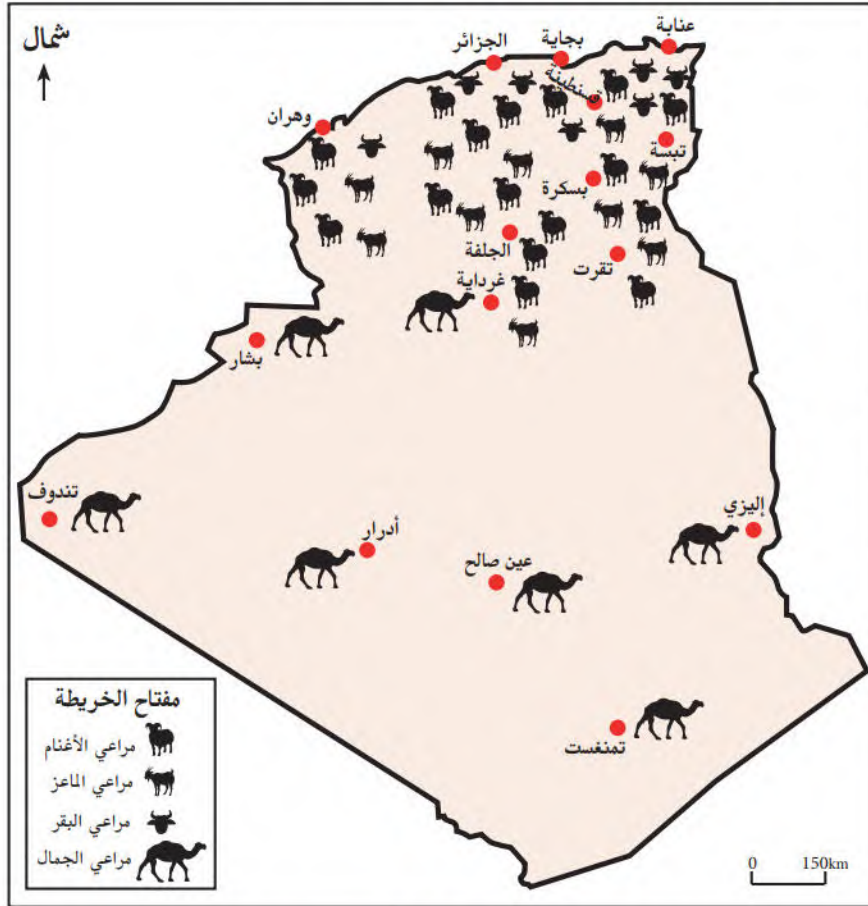 شمال
عنابة
بجاية
الجزائر
قسنطينة
وهران
تبسة
بسكرة
الجلفة
تقرت
غرداية
بشار
تندوف
أدرار
إليزي
عين صالح
تمنغست
مفتاح الخريطة
مراعي الأغنام
مراعي الماعز
مراعي البقر
مراعي الجمال
0 150km